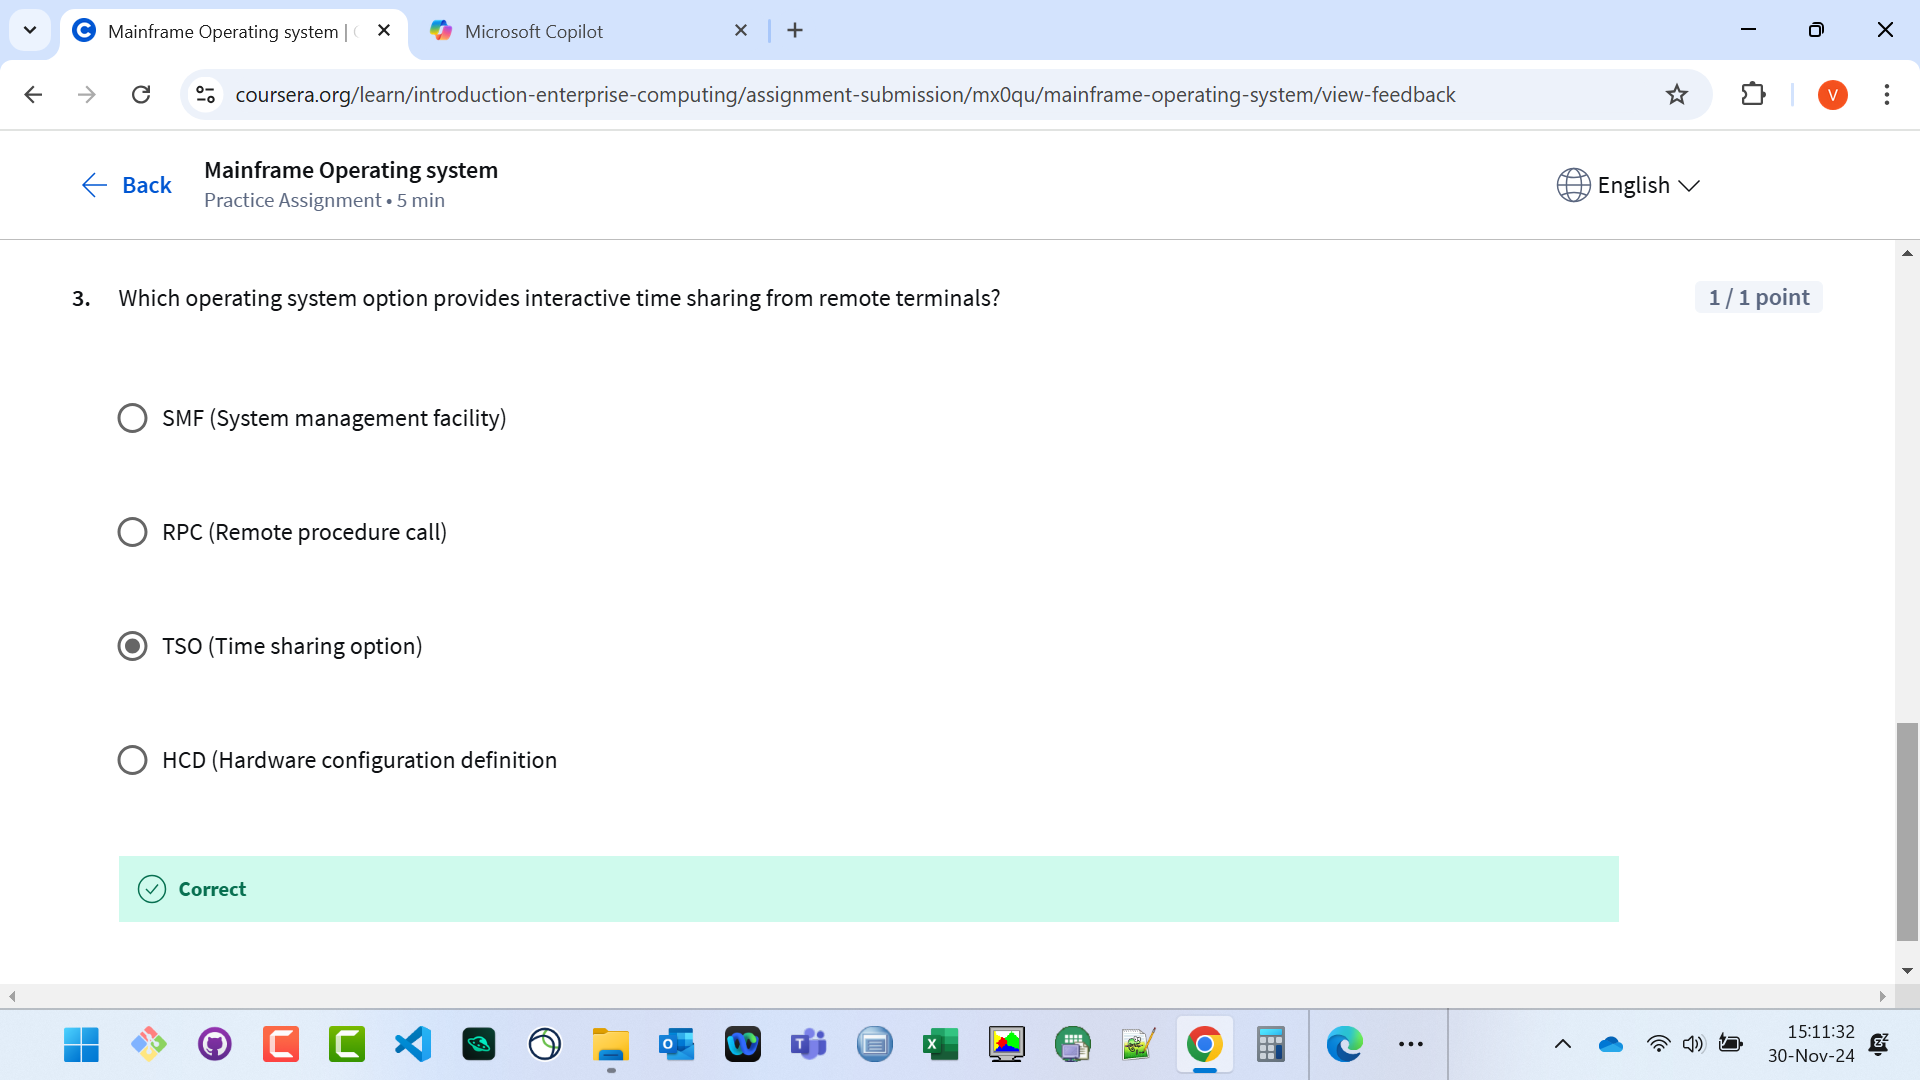 Mainframe Operating system |
Microsoft Copilot
coursera.org/learn/introduction-enterprise-computing/assignment-submission/mx0qu/mainframe-operating-system/view-feedback
V
Back
Mainframe Operating system
Practice Assignment • 5 min
English
3. Which operating system option provides interactive time sharing from remote terminals?
1 / 1 point
SMF (System management facility)
RPC (Remote procedure call)
TSO (Time sharing option)
HCD (Hardware configuration definition
Correct
15:11:32
30-Nov-24